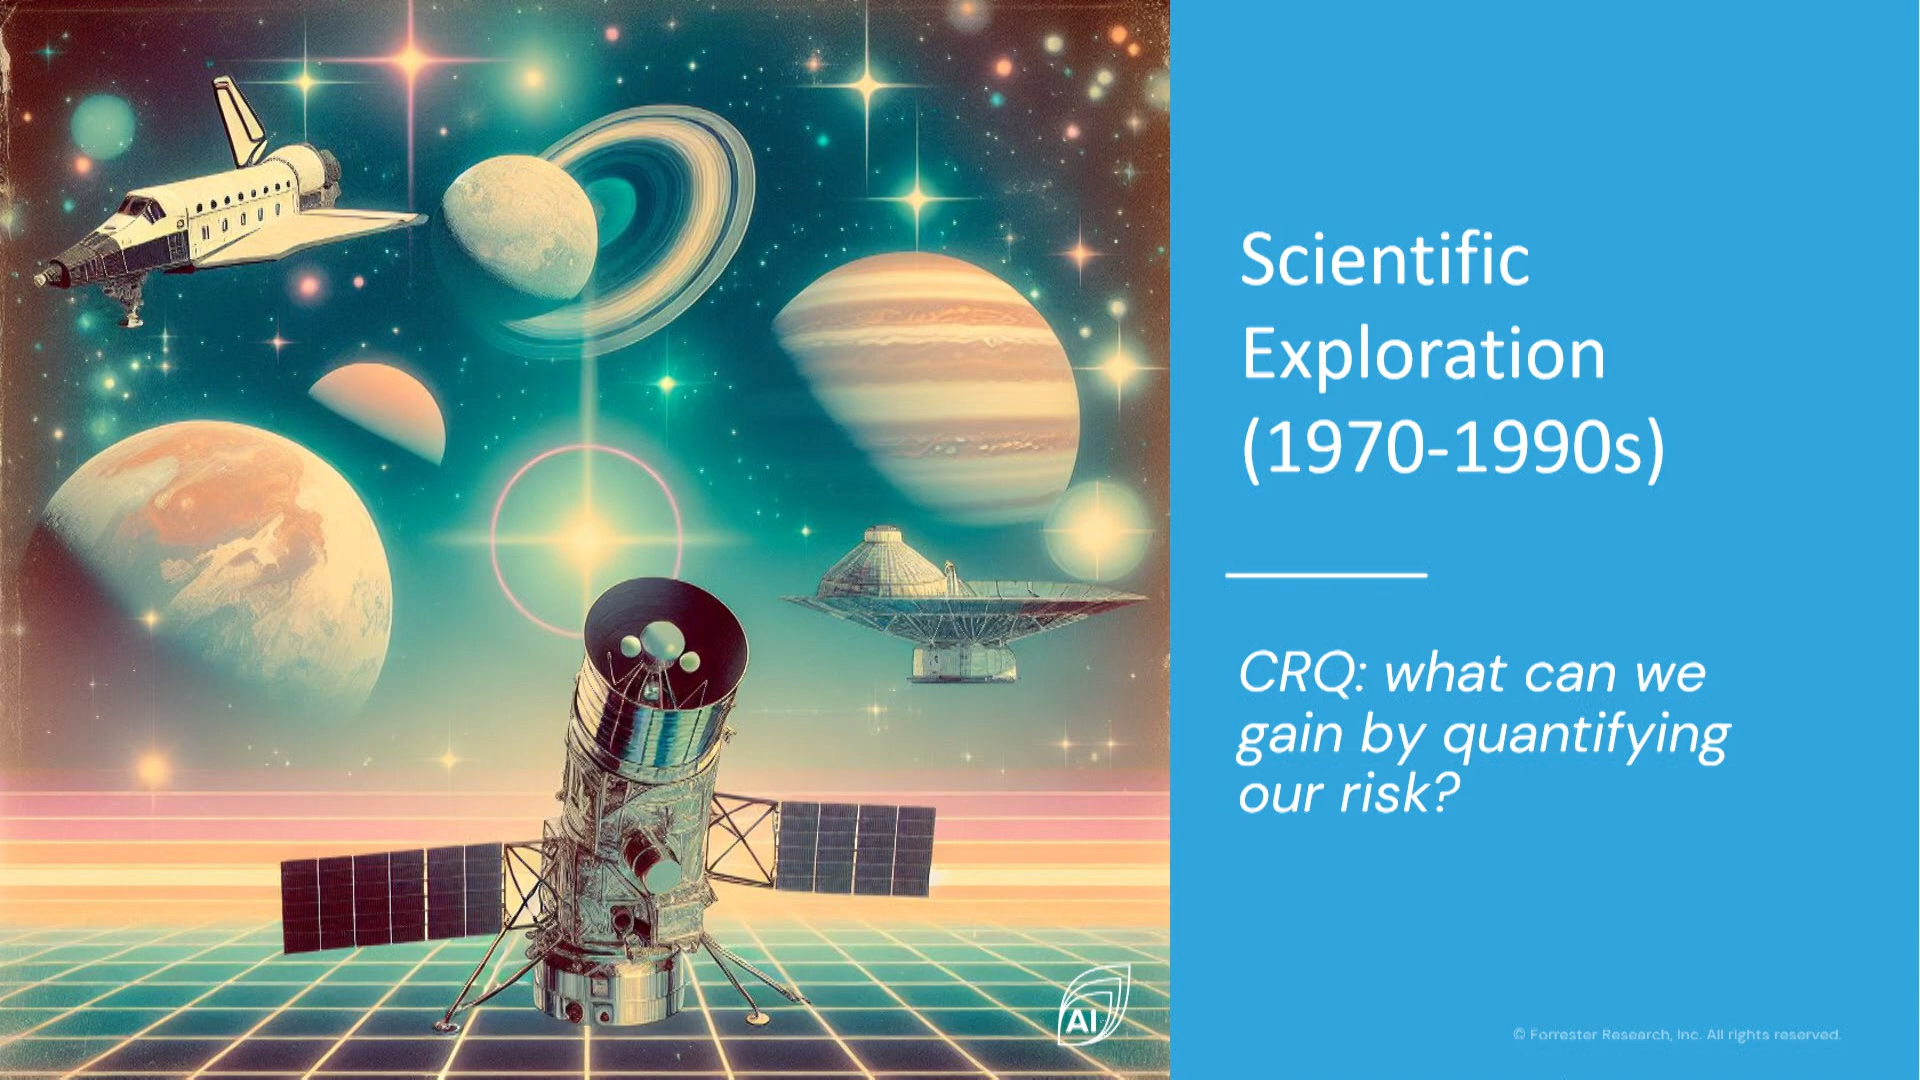 Scientific
Exploration
(1970-1990s)
CRQ: what can we
gain by quantifying
our risk?
AI
© Forrester Research, Inc. All rights reserved.